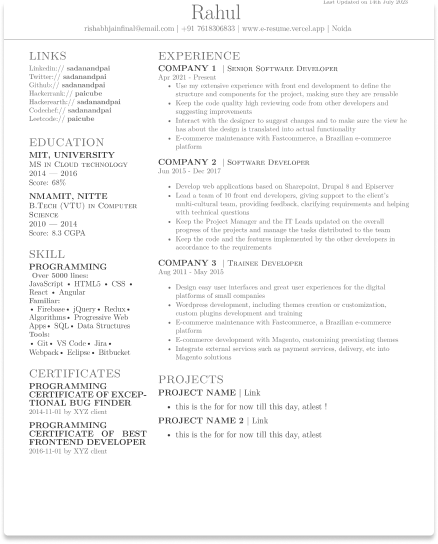 Last Updated on 14th July 2023
Rahul
rishabhjainfinal@email.com | +91 7618306833 | www.e-resume.vercel.app | Noida
LINKS
Linkedin:// sadanandpai
Twitter:// sadanandpai
Github:// sadanandpai
Hackerrank:// paicube
Hackerearth:// sadanandpai
Codechef:// sadanandpai
Leetcode:// paicube
EDUCATION
MIT, UNIVERSITY
MS in Cloud technology
2014 — 2016
Score: 68%
NMAMIT, NITTE
B.Tech (VTU) in Computer
Science
2010 — 2014
Score: 8.3 CGPA
SKILL
PROGRAMMING
Over 5000 lines:
JavaScript • HTML5 • CSS •
React • Angular
Familiar:
• Firebase • jQuery • Redux •
Algorithms • Progressive Web
Apps • SQL • Data Structures
Tools:
• Git • VS Code • Jira •
Webpack • Eclipse • Bitbucket
CERTIFICATES
PROGRAMMING
CERTIFICATE OF EXCEP-
TIONAL BUG FINDER
2014-11-01 by XYZ client
PROGRAMMING
CERTIFICATE OF BEST
FRONTEND DEVELOPER
2016-11-01 by XYZ client
EXPERIENCE
COMPANY 1 | Senior Software Developer
Apr 2021 - Present
• Use my extensive experience with front end development to define the
structure and components for the project, making sure they are reusable
• Keep the code quality high reviewing code from other developers and
suggesting improvements
• Interact with the designer to suggest changes and to make sure the view he
has about the design is translated into actual functionality
• E-commerce maintenance with Fastcommerce, a Brazilian e-commerce
platform
COMPANY 2 | Software Developer
Jun 2015 - Dec 2017
• Develop web applications based on Sharepoint, Drupal 8 and Episerver
• Lead a team of 10 front end developers, giving support to the client's
multi-cultural team, providing feedback, clarifying requirements and helping
with technical questions
• Keep the Project Manager and the IT Leads updated on the overall
progress of the projects and manage the tasks distributed to the team
• Keep the code and the features implemented by the other developers in
accordance to the requirements
COMPANY 3 | Trainee Developer
Aug 2011 - May 2015
• Design easy user interfaces and great user experiences for the digital
platforms of small companies
• Wordpress development, including themes creation or customization,
custom plugins development and training
• E-commerce maintenance with Fastcommerce, a Brazilian e-commerce
platform
• E-commerce development with Magento, customizing preexisting themes
• Integrate external services such as payment services, delivery, etc into
Magento solutions
PROJECTS
PROJECT NAME | Link
• this is the for for now till this day, atlest !
PROJECT NAME 2 | Link
• this is the for for now till this day, atlest